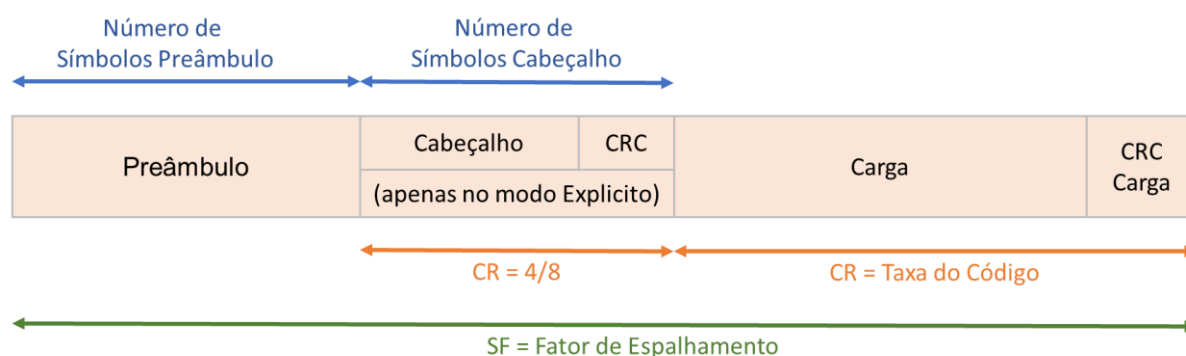 Número de
Símbolos Preâmbulo
Número de
Símbolos Cabeçalho
Preâmbulo
Cabeçalho
CRC
(apenas no modo Explicito)
Carga
CRC
Carga
CR = 4/8
CR = Taxa do Código
SF = Fator de Espalhamento